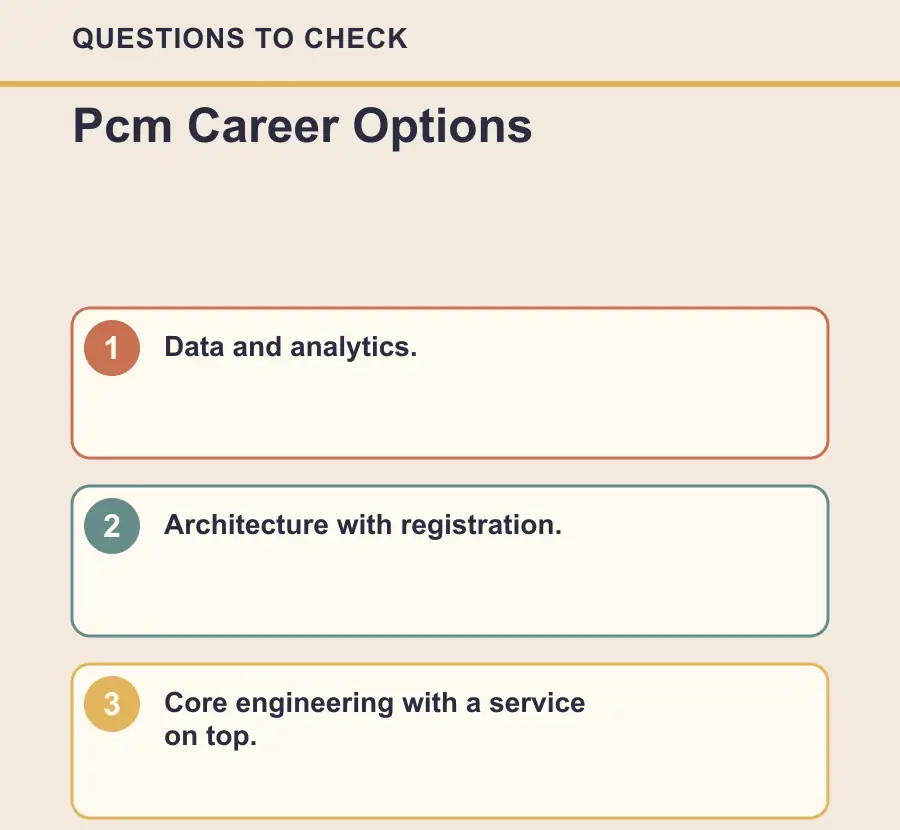 QUESTIONS TO CHECK
Pcm Career Options
1 Data and analytics.
2 Architecture with registration.
3 Core engineering with a service
on top.